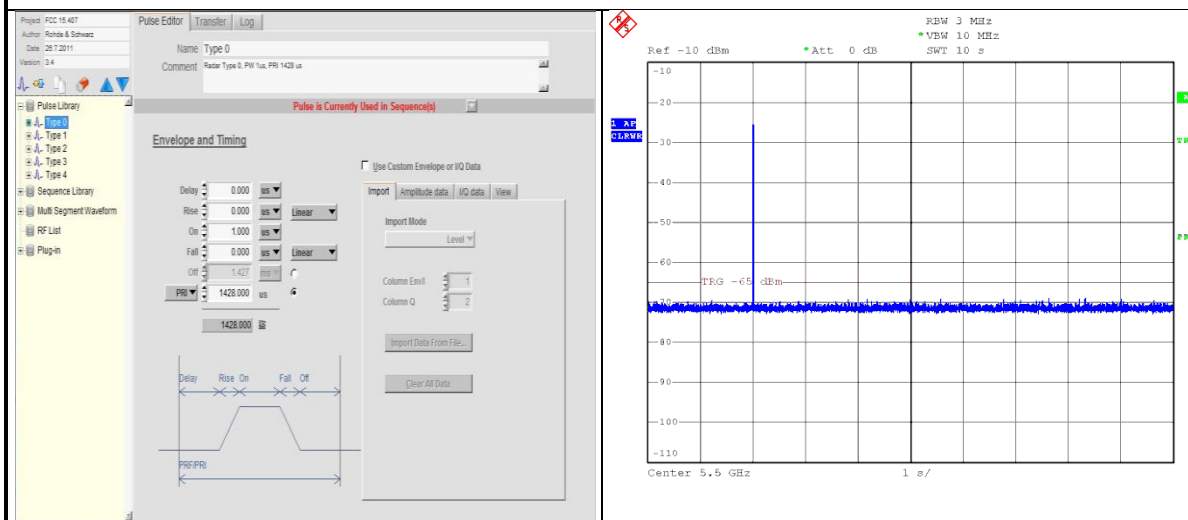 Project FCC 15.407
Author Rohde & Schwarz
Date 26.7.2011
Version 3.4
Pulse Library
Type 0
Type 1
Type 2
Type 3
Type 4
Sequence Library
Multi Segment Waveform
RF List
Plug-in
Pulse Editor Transfer Log
Name Type 0
Comment Radar Type 0, PW 1us, PRI 1428 us
Pulse is Currently Used in Sequence(s)
Envelope and Timing
Use Custom Envelope or I/Q Data
Delay 0.000 us
Rise 0.000 us Linear
On 1.000 us
Fall 0.000 us Linear
Off 1.427 ms
PRI 1428.000 us
1428.000
Import Amplitude data I/Q data View
Import Mode
Level
Column Env/I 1
Column Q 2
Import Data From File...
Clear All Data
Delay Rise On Fall Off
PRF/PRI
R S
RBW 3 MHz
*VBW 10 MHz
Ref -10 dBm *Att 0 dB SWT 10 s
1 AP
CLRWR
-10
-20
-30
-40
-50
-60
TRG -65 dBm
-70
-80
-90
-100
-110
Center 5.5 GHz 1 s/